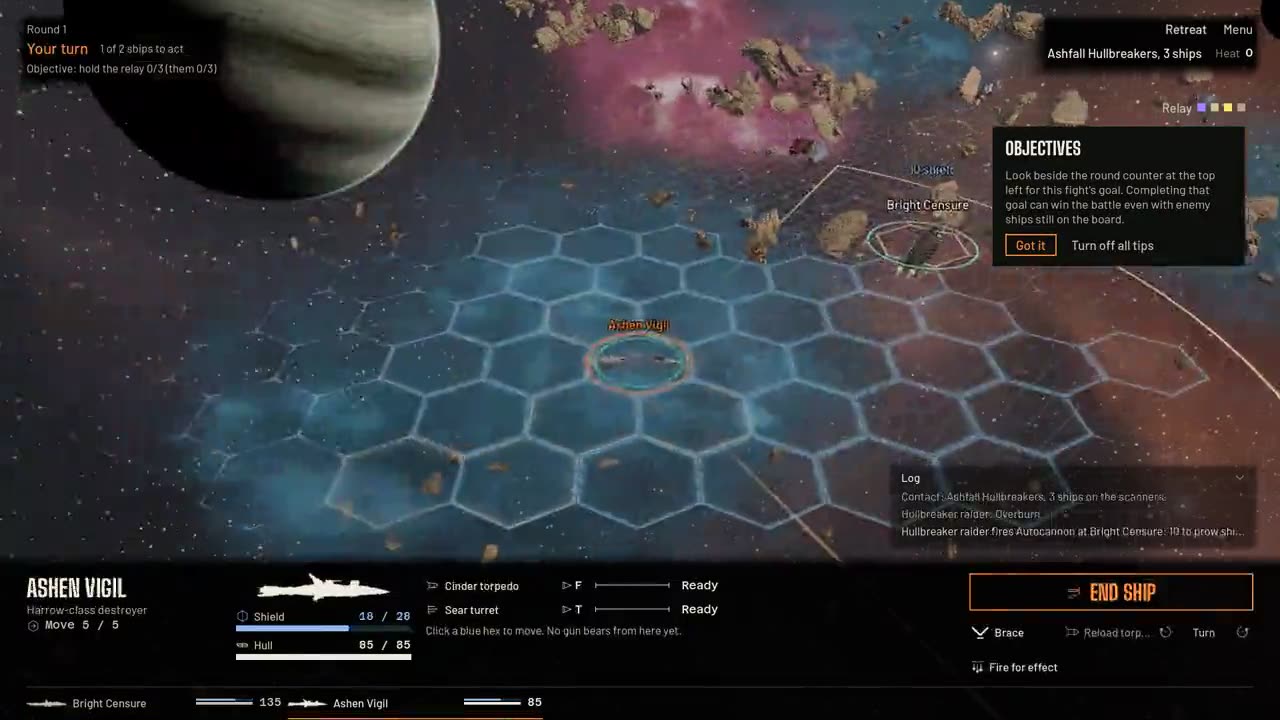 Round 1
Your turn 1 of 2 ships to act
Objective: hold the relay 0/3 (them 0/3)
Retreat Menu
Ashfall Hullbreakers, 3 ships Heat 0
Relay
OBJECTIVES
Look beside the round counter at the top
left for this fight's goal. Completing that
goal can win the battle even with enemy
ships still on the board.
Got it Turn off all tips
Bright Censure
Ashen Vigil
Log
Contact: Ashfall Hullbreakers, 3 ships on the scanners.
Hullbreaker raider: Overburn
Hullbreaker raider fires Autocannon at Bright Censure: 10 to prow shi...
ASHEN VIGIL
Harrow-class destroyer
Move 5 / 5
Shield 18 / 28
Hull 85 / 85
Cinder torpedo F Ready
Sear turret T Ready
Click a blue hex to move. No gun bears from here yet.
END SHIP
Brace Reload torp... Turn
Fire for effect
Bright Censure 135 Ashen Vigil 85